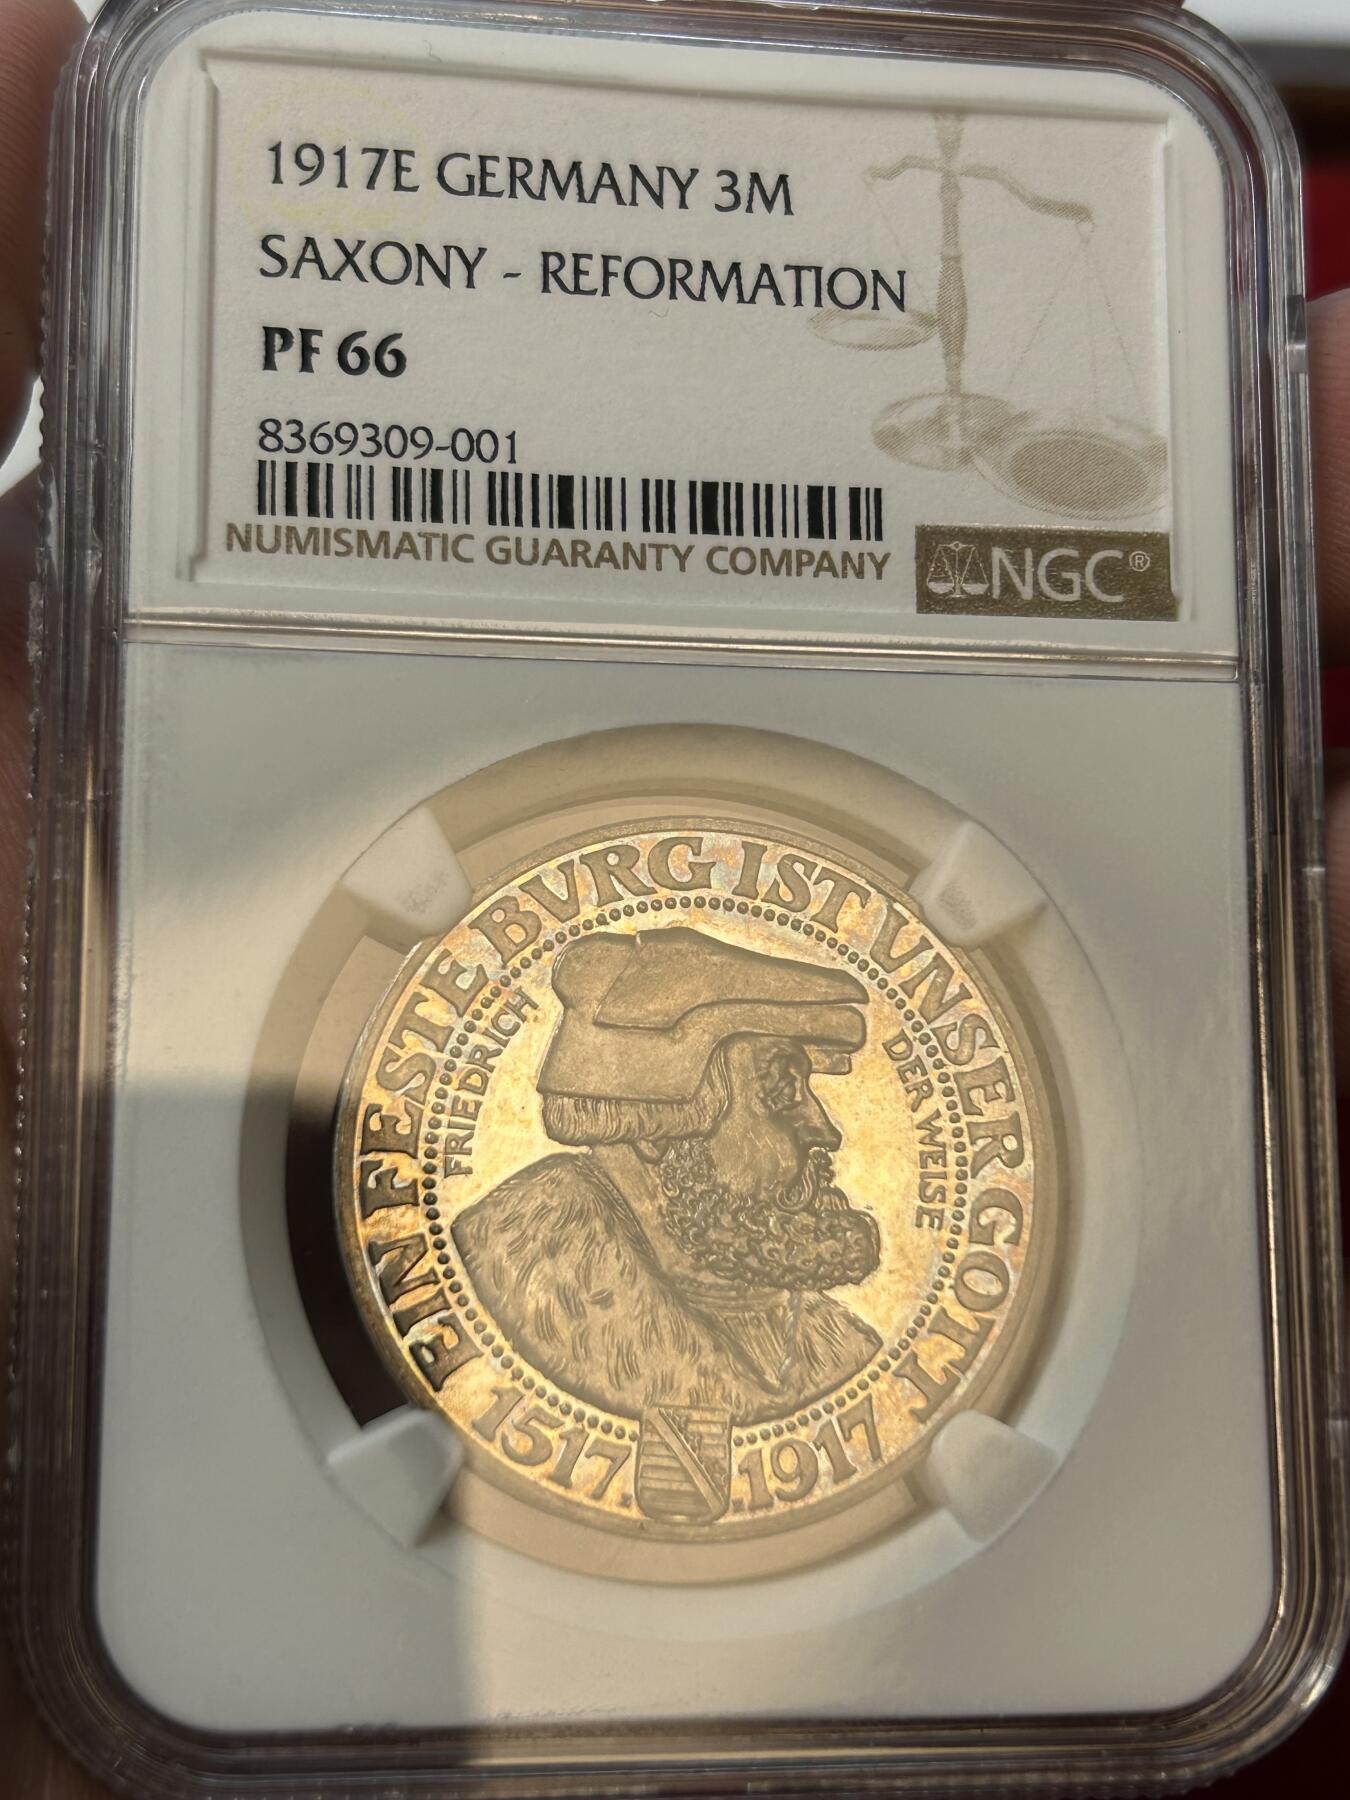 1917E GERMANY 3M
SAXONY - REFORMATION
PF 66
8369309-001
NUMISMATIC GUARANTY COMPANY
NGC®
EIN FESTE BVRG IST VNSER GOTT
FRIEDRICH
DER WEISE
1517. .1917